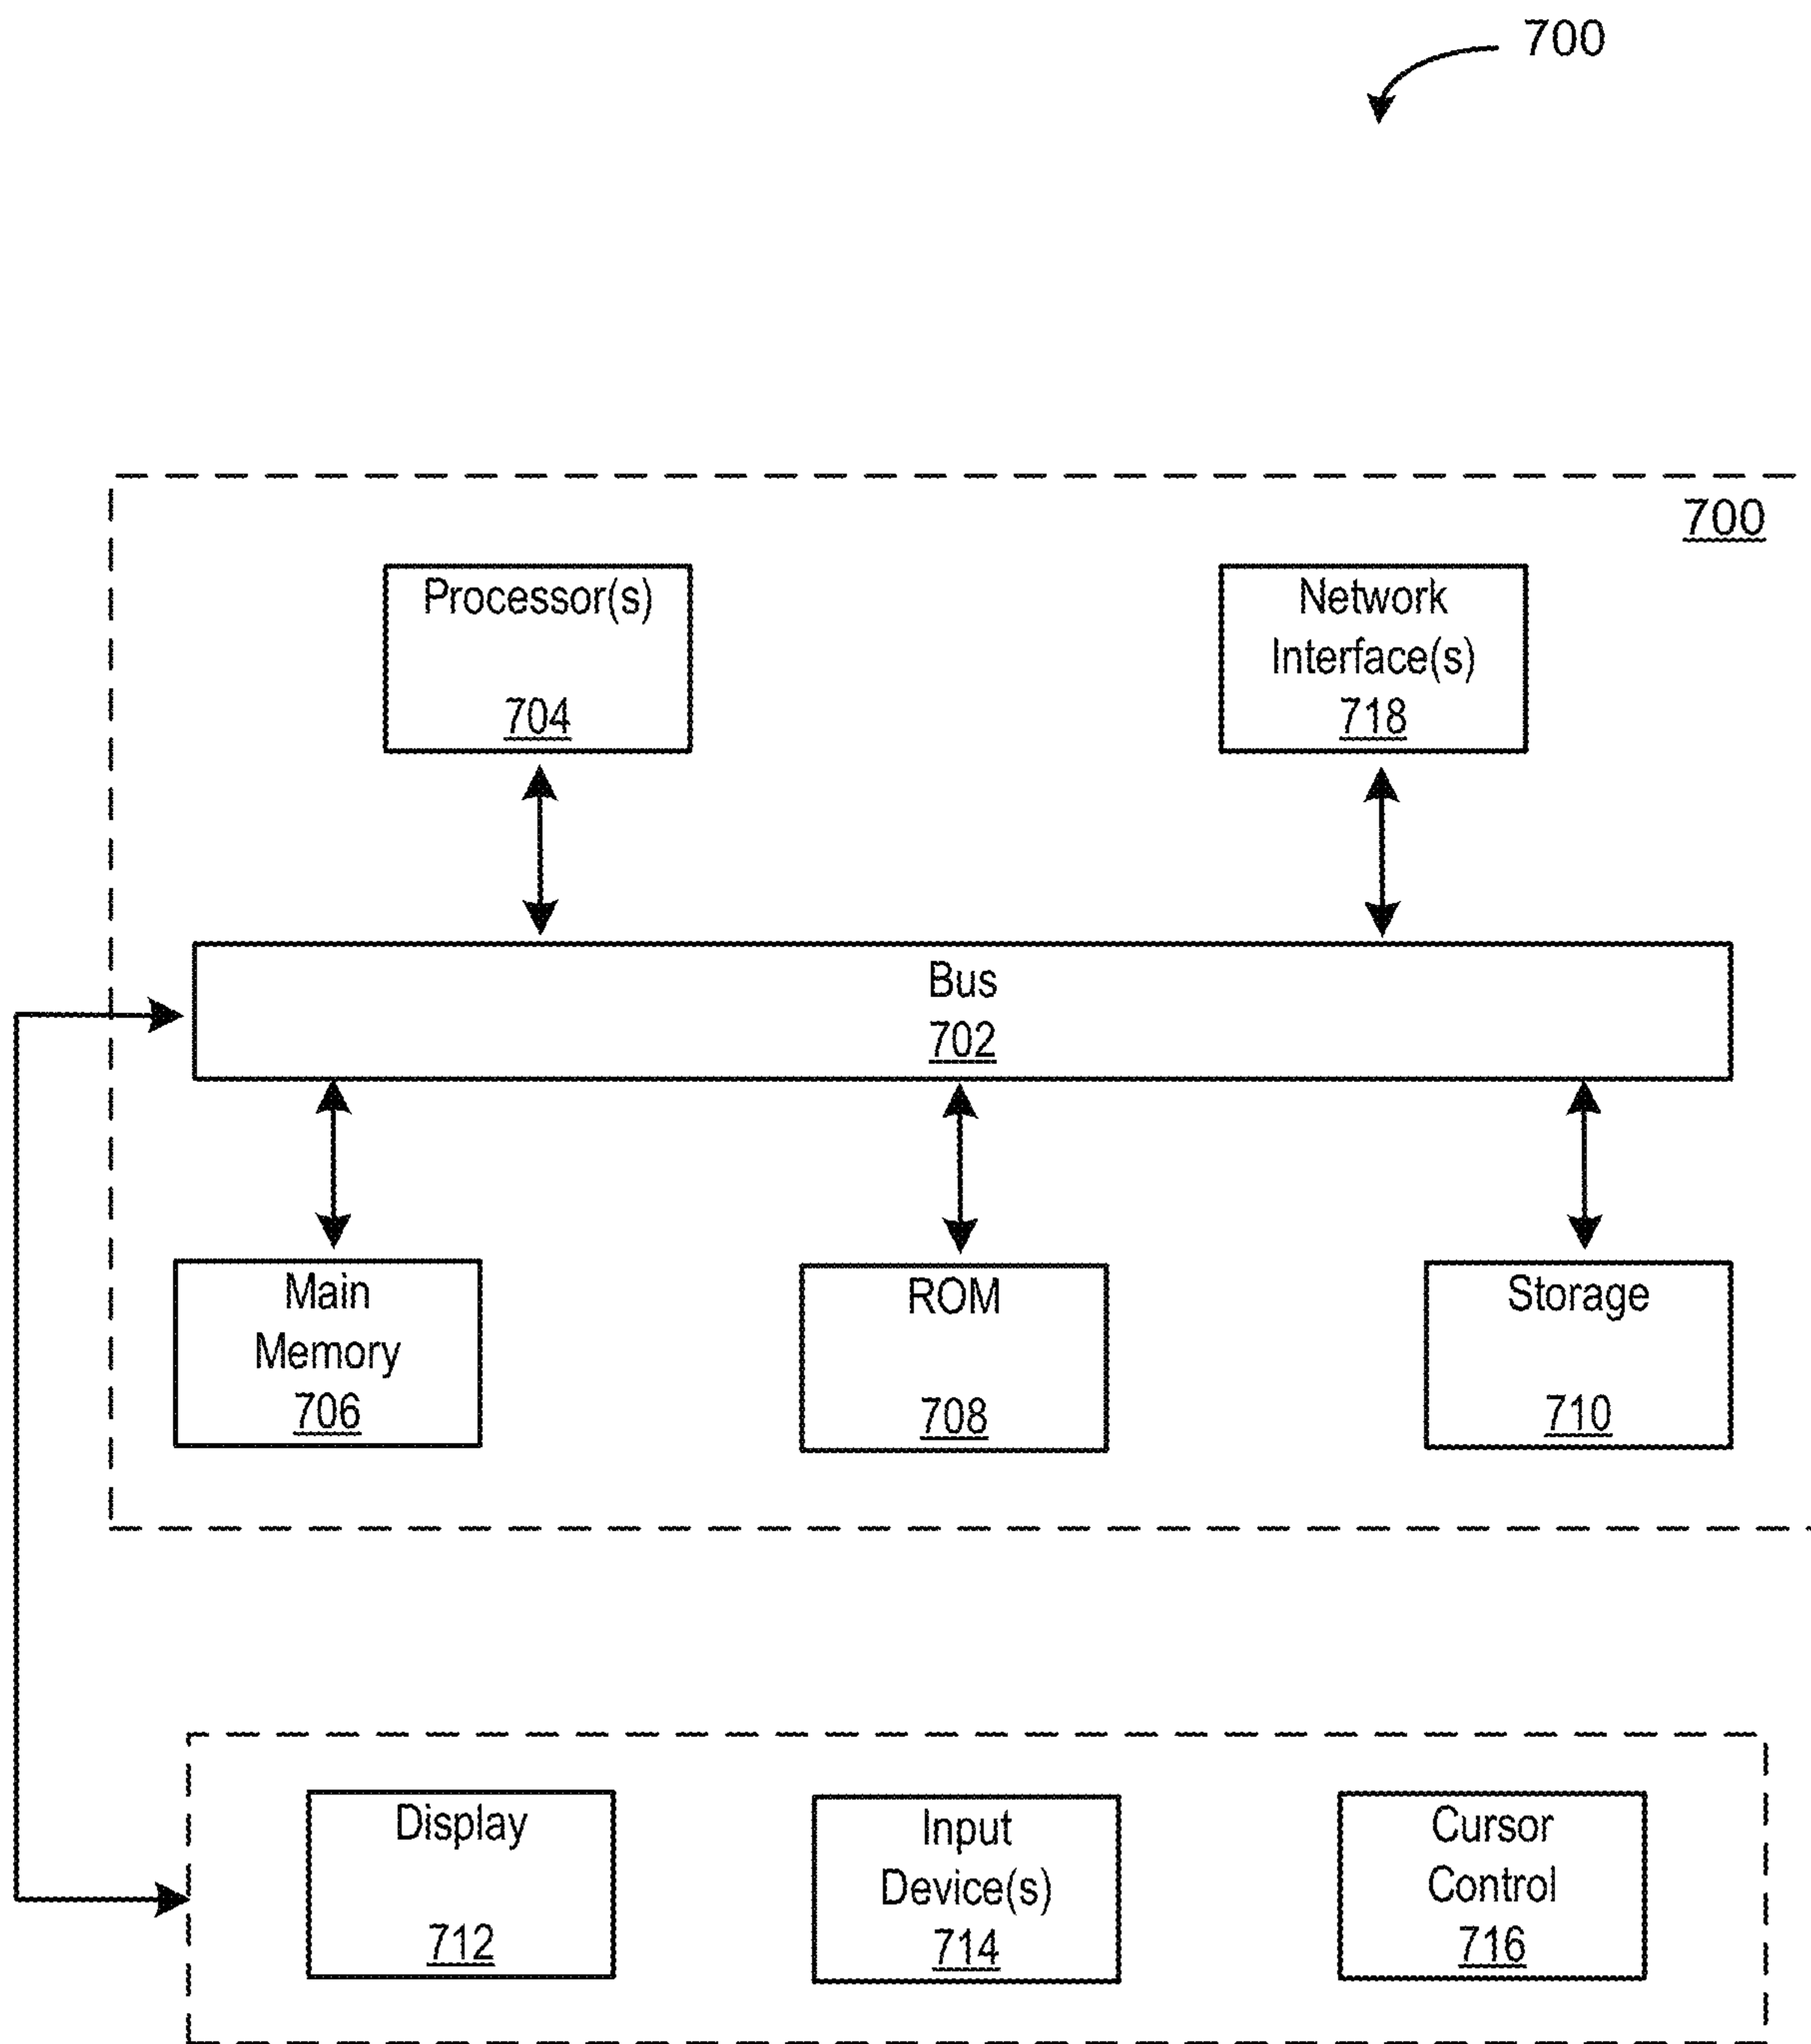 700
700
Processor(s)
704
Network
Interface(s)
718
Bus
702
Main
Memory
706
ROM
708
Storage
710
Display
712
Input
Device(s)
714
Cursor
Control
716